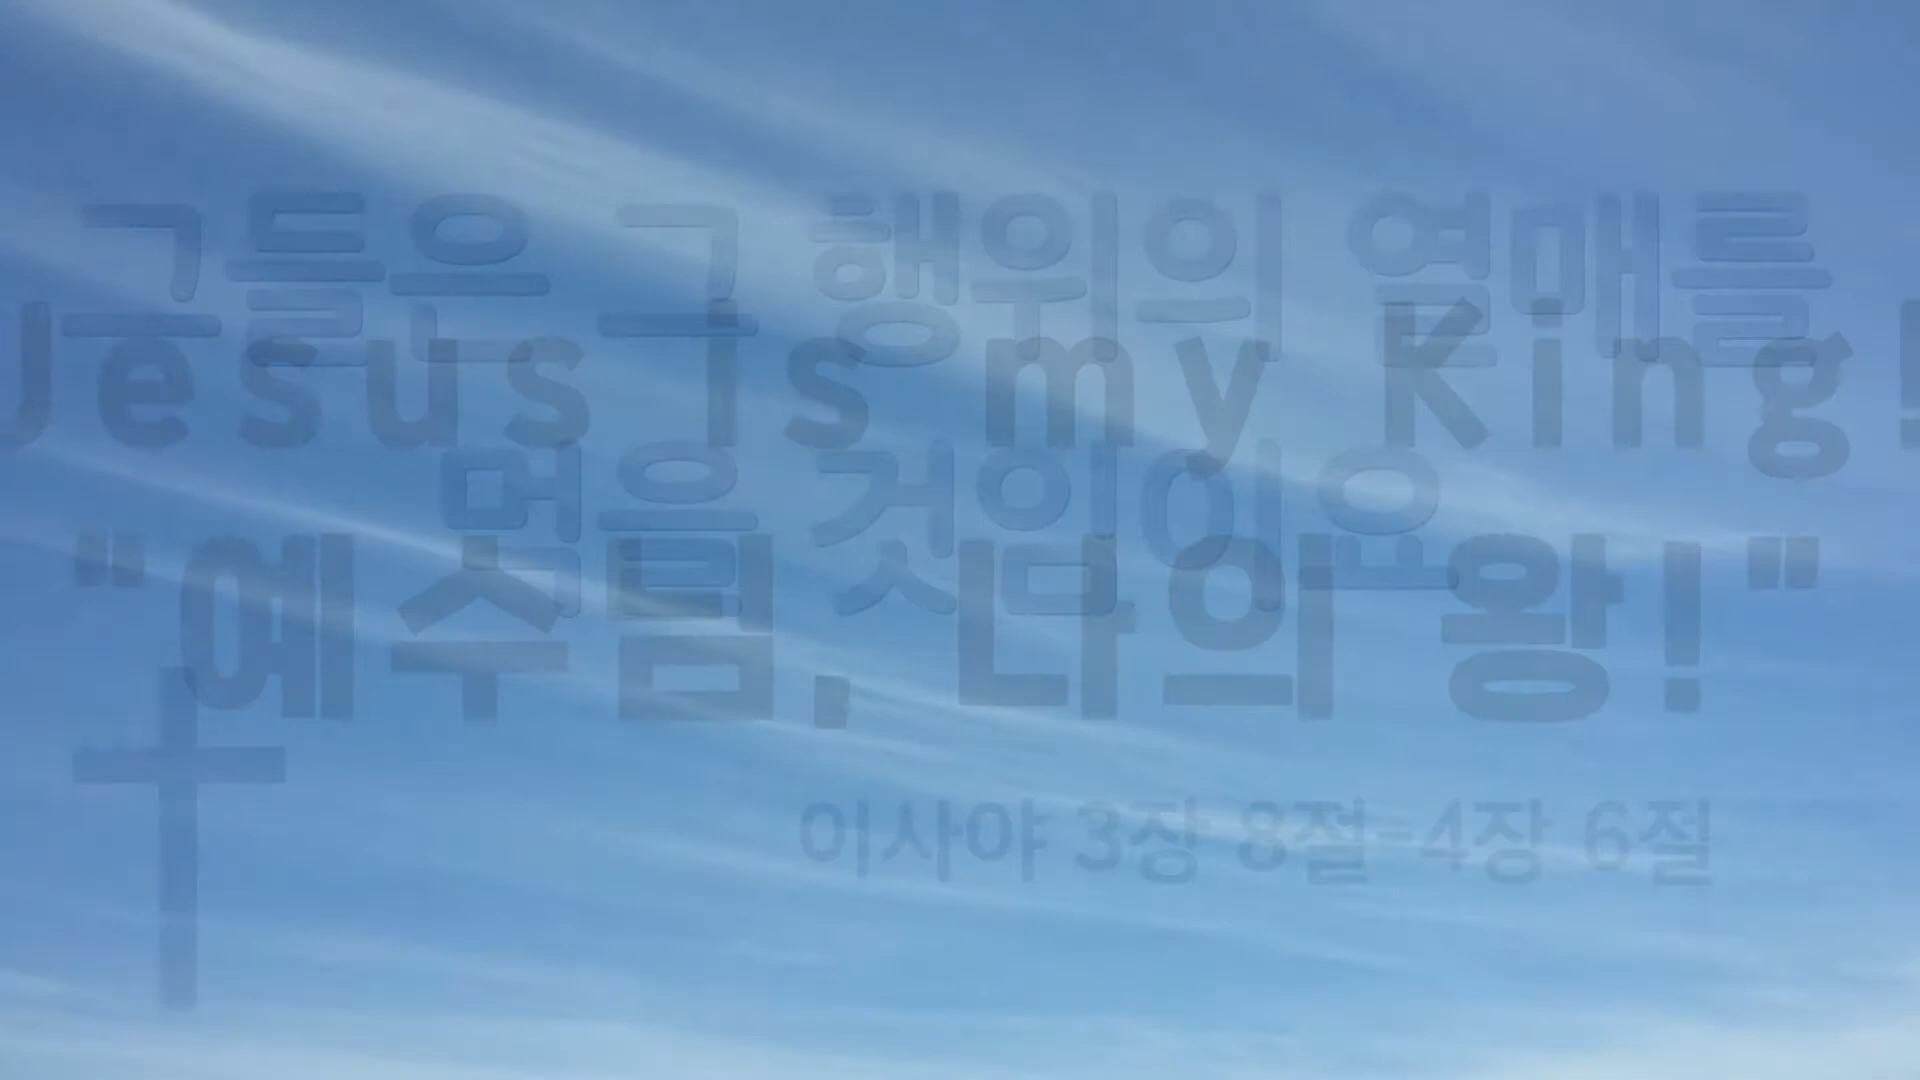 그들은 그 행위의 열매를
Jesus is my King!
먹을 것임이요
"예수님, 나의 왕!"
이사야 3장 8절-4장 6절